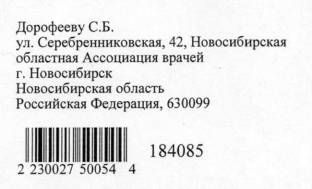 Дорофееву С.Б.
ул. Серебренниковская, 42, Новосибирская
областная Ассоциация врачей
г. Новосибирск
Новосибирская область
Российская Федерация, 630099
184085
2 230027 50054 4